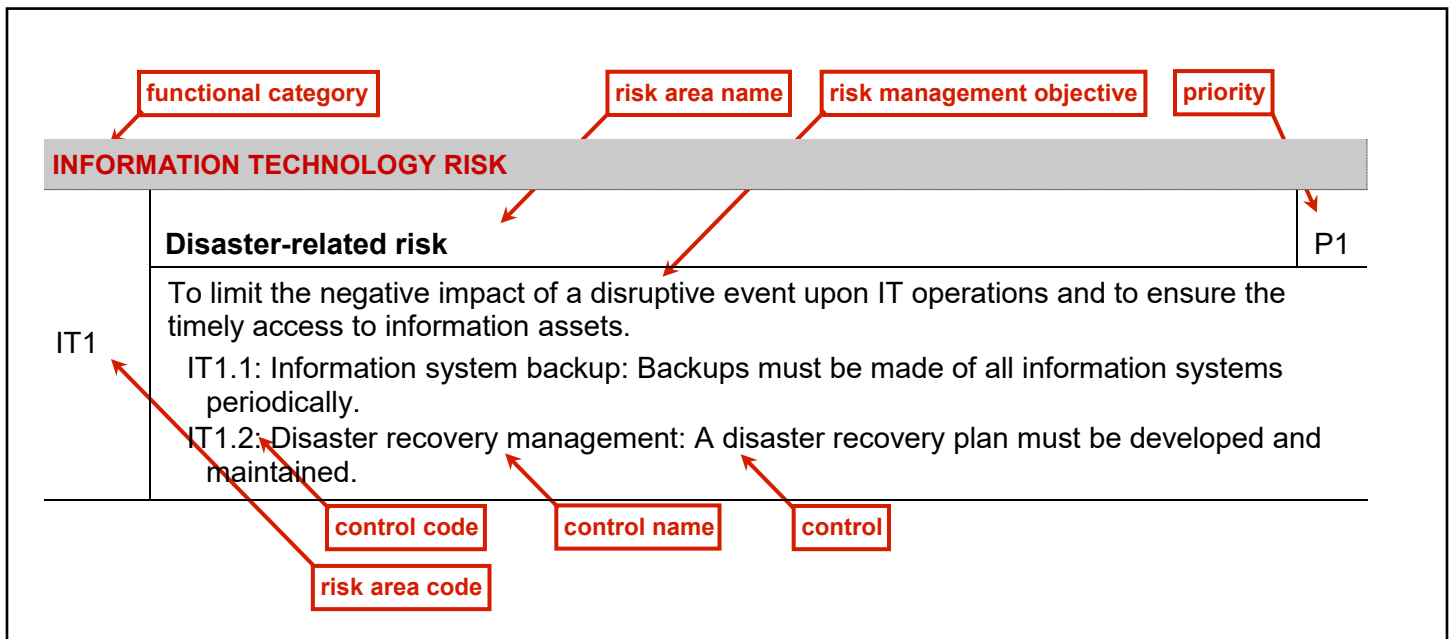 functional category
risk area name
risk management objective
priority
INFORMATION TECHNOLOGY RISK
Disaster-related risk
P1
To limit the negative impact of a disruptive event upon IT operations and to ensure the
timely access to information assets.
IT1
IT1.1: Information system backup: Backups must be made of all information systems
periodically.
IT1.2: Disaster recovery management: A disaster recovery plan must be developed and
maintained.
control code
control name
control
risk area code